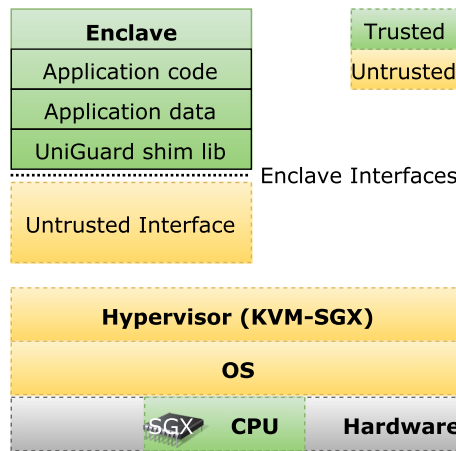 Enclave
Trusted
Application code
Untrusted
Application data
UniGuard shim lib
Enclave Interfaces
Untrusted Interface
Hypervisor (KVM-SGX)
OS
SGX CPU Hardware